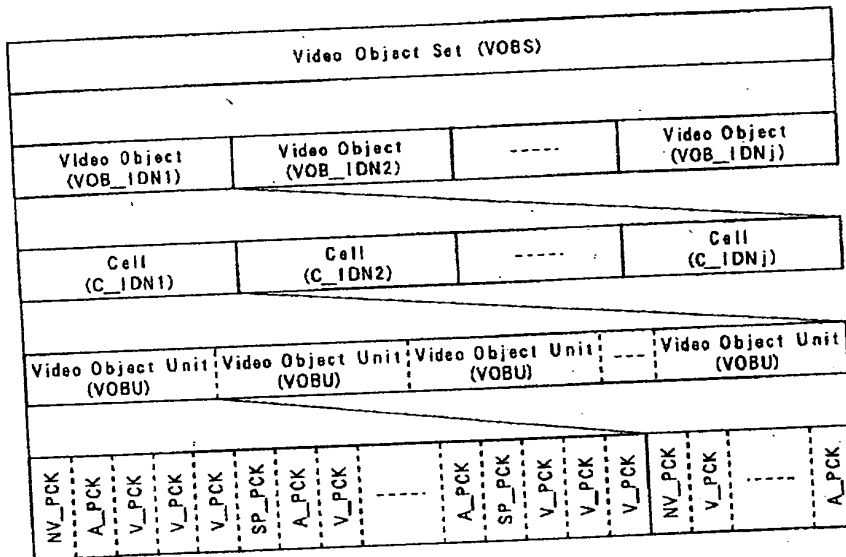 Video Object Set (VOBS)
Video Object
(VOB_IDN1)
Video Object
(VOB_IDN2)
-----
Video Object
(VOB_IDNj)
Cell
(C_IDN1)
Cell
(C_IDN2)
-----
Cell
(C_IDNj)
Video Object Unit
(VOBU)
Video Object Unit
(VOBU)
Video Object Unit
(VOBU)
----
Video Object Unit
(VOBU)
NV_PCK
A_PCK
V_PCK
V_PCK
V_PCK
SP_PCK
A_PCK
V_PCK
-----
A_PCK
SP_PCK
V_PCK
V_PCK
V_PCK
NV_PCK
V_PCK
-----
A_PCK